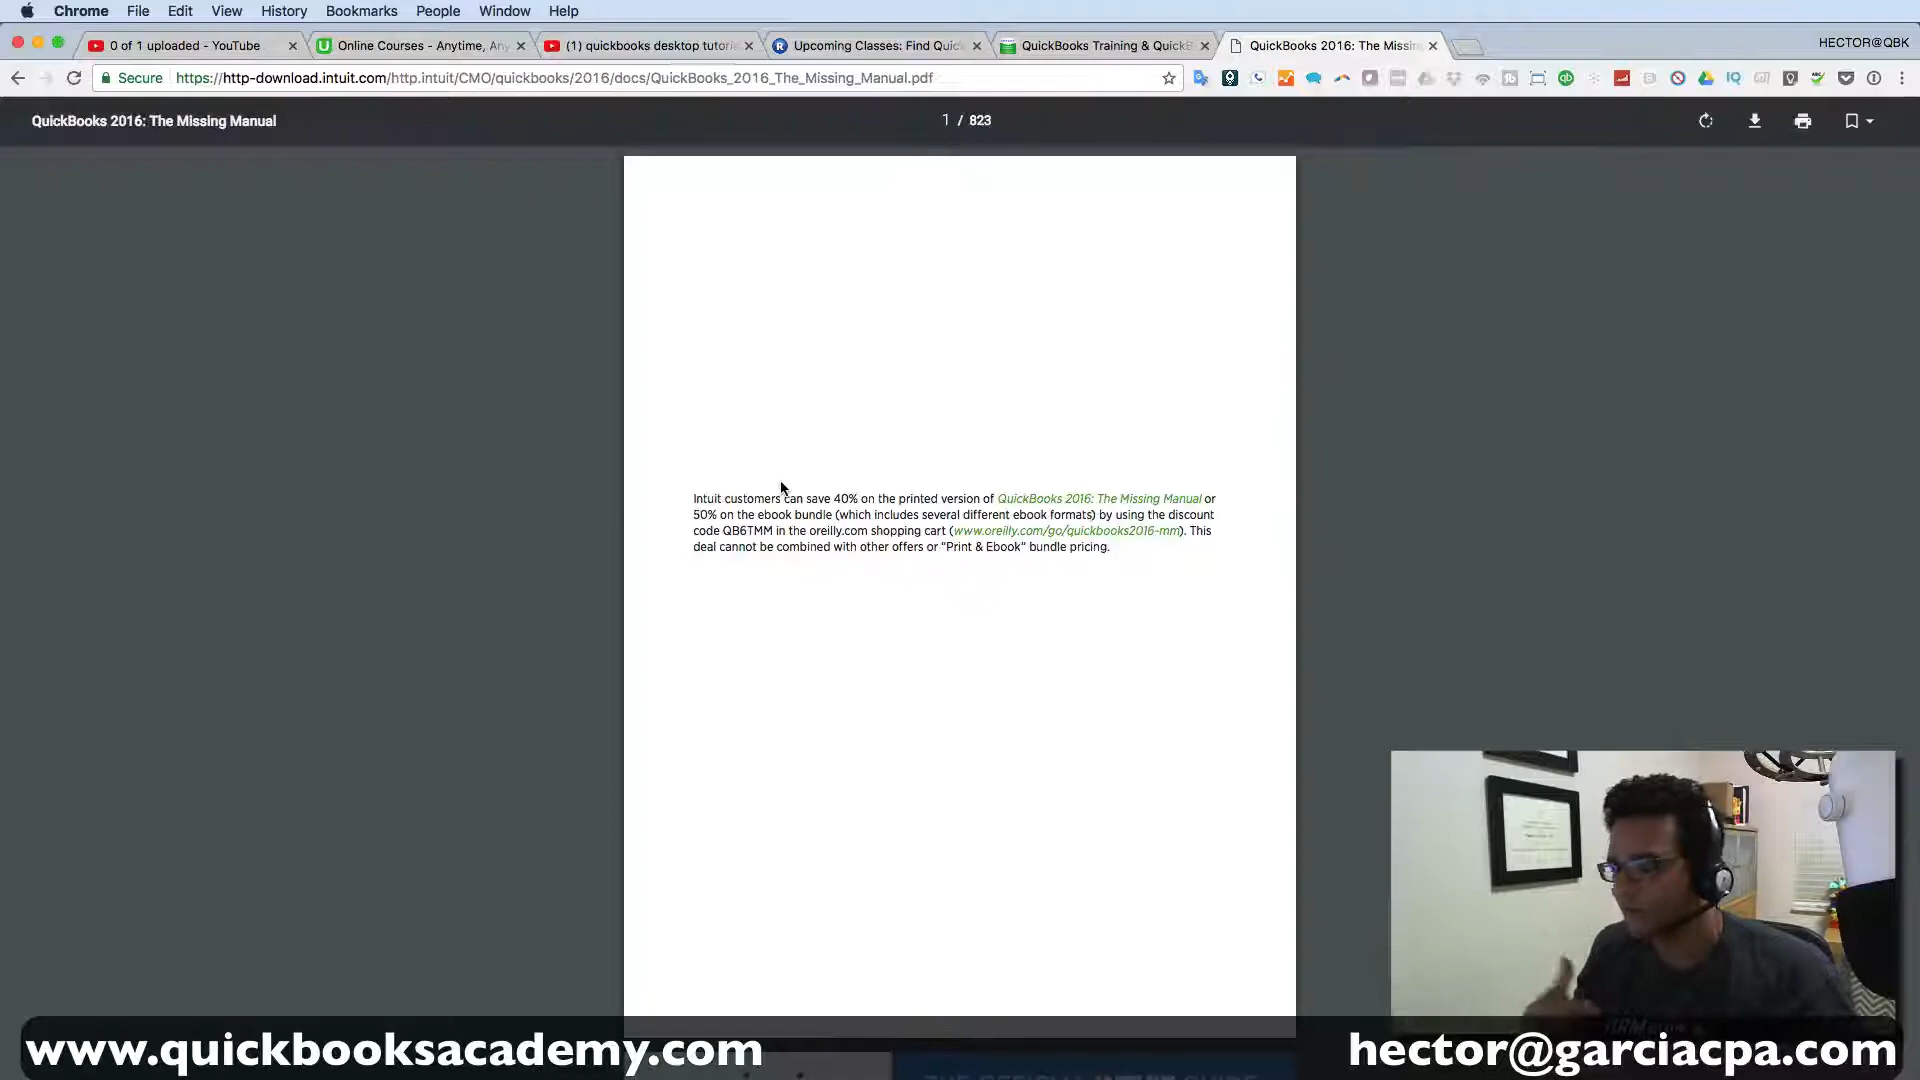 Chrome File Edit View History Bookmarks People Window Help
0 of 1 uploaded - YouTube
Online Courses - Anytime, An
(1) quickbooks desktop tutori
Upcoming Classes: Find Quic
QuickBooks Training & QuickB
QuickBooks 2016: The Missin
HECTOR@QBK
Secure https://http-download.intuit.com/http.intuit/CMO/quickbooks/2016/docs/QuickBooks_2016_The_Missing_Manual.pdf
QuickBooks 2016: The Missing Manual
1 / 823
Intuit customers can save 40% on the printed version of QuickBooks 2016: The Missing Manual or
50% on the ebook bundle (which includes several different ebook formats) by using the discount
code QB6TMM in the oreilly.com shopping cart (www.oreilly.com/go/quickbooks2016-mm). This
deal cannot be combined with other offers or “Print & Ebook” bundle pricing.
www.quickbooksacademy.com
hector@garciacpa.com